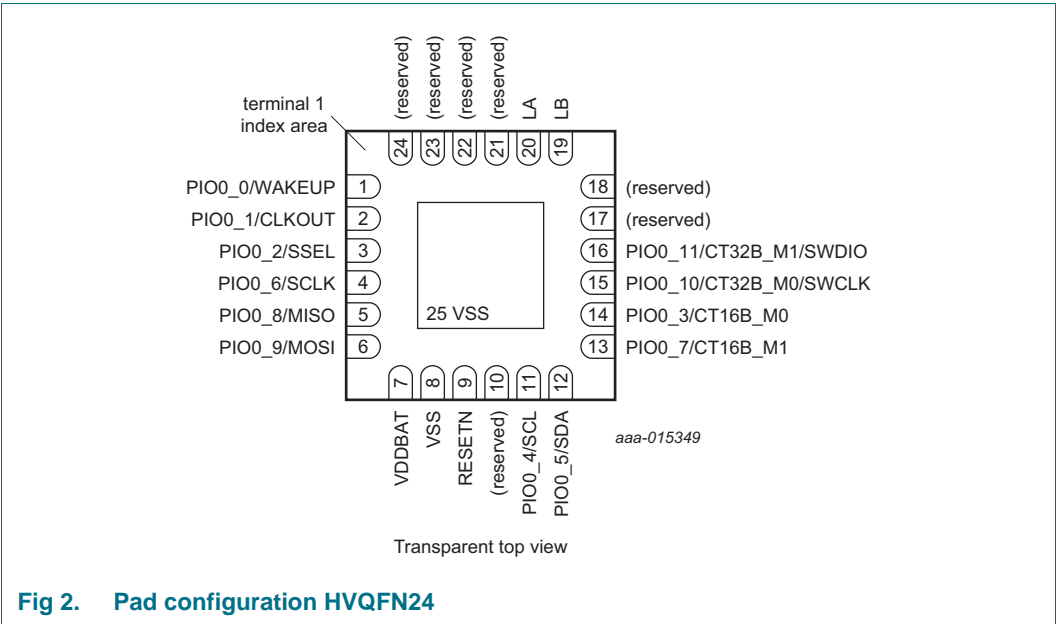 (reserved)
(reserved)
(reserved)
(reserved)
LA
LB
terminal 1
index area
24
23
22
21
20
19
PIO0_0/WAKEUP 1
PIO0_1/CLKOUT 2
PIO0_2/SSEL 3
PIO0_6/SCLK 4
PIO0_8/MISO 5
PIO0_9/MOSI 6
18 (reserved)
17 (reserved)
16 PIO0_11/CT32B_M1/SWDIO
15 PIO0_10/CT32B_M0/SWCLK
14 PIO0_3/CT16B_M0
13 PIO0_7/CT16B_M1
25 VSS
7
8
9
10
11
12
VDDBAT
VSS
RESETN
(reserved)
PIO0_4/SCL
PIO0_5/SDA
aaa-015349
Transparent top view
Fig 2. Pad configuration HVQFN24